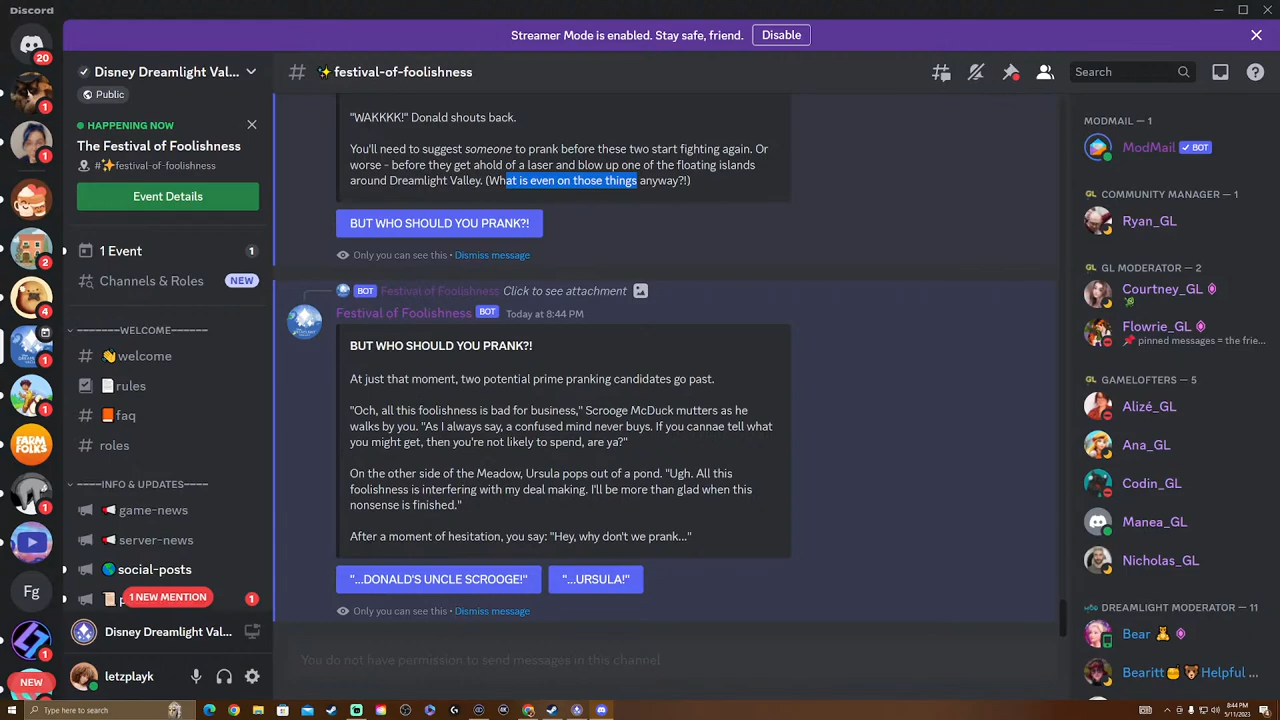 Discord
Streamer Mode is enabled. Stay safe, friend.
Disable
20
1
1
2
4
1
1
Fg
1
NEW
Disney Dreamlight Val...
Public
HAPPENING NOW
The Festival of Foolishness
#✨festival-of-foolishness
Event Details
1 Event
1
Channels & Roles
NEW
-------WELCOME-------
👋welcome
📄rules
📙faq
roles
----INFO & UPDATES----
📢game-news
📢server-news
🌎social-posts
1 NEW MENTION
1
Disney Dreamlight Val...
letzplayk
# ✨festival-of-foolishness
Search
"WAKKKK!" Donald shouts back.
You'll need to suggest someone to prank before these two start fighting again. Or
worse - before they get ahold of a laser and blow up one of the floating islands
around Dreamlight Valley. (What is even on those things anyway?!)
BUT WHO SHOULD YOU PRANK?!
Only you can see this • Dismiss message
BOT Festival of Foolishness Click to see attachment
Festival of Foolishness BOT Today at 8:44 PM
BUT WHO SHOULD YOU PRANK?!
At just that moment, two potential prime pranking candidates go past.
"Och, all this foolishness is bad for business," Scrooge McDuck mutters as he
walks by you. "As I always say, a confused mind never buys. If you cannae tell what
you might get, then you're not likely to spend, are ya?"
On the other side of the Meadow, Ursula pops out of a pond. "Ugh. All this
foolishness is interfering with my deal making. I'll be more than glad when this
nonsense is finished."
After a moment of hesitation, you say: "Hey, why don't we prank..."
"...DONALD'S UNCLE SCROOGE!"
"...URSULA!"
Only you can see this • Dismiss message
You do not have permission to send messages in this channel
MODMAIL — 1
ModMail ✓ BOT
COMMUNITY MANAGER — 1
Ryan_GL
GL MODERATOR — 2
Courtney_GL
Flowrie_GL
pinned messages = the frie...
GAMELOFTERS — 5
Alizé_GL
Ana_GL
Codin_GL
Manea_GL
Nicholas_GL
DREAMLIGHT MODERATOR — 11
Bear
Bearitt Helpful ...
Type here to search
8:44 PM
5/11/2023